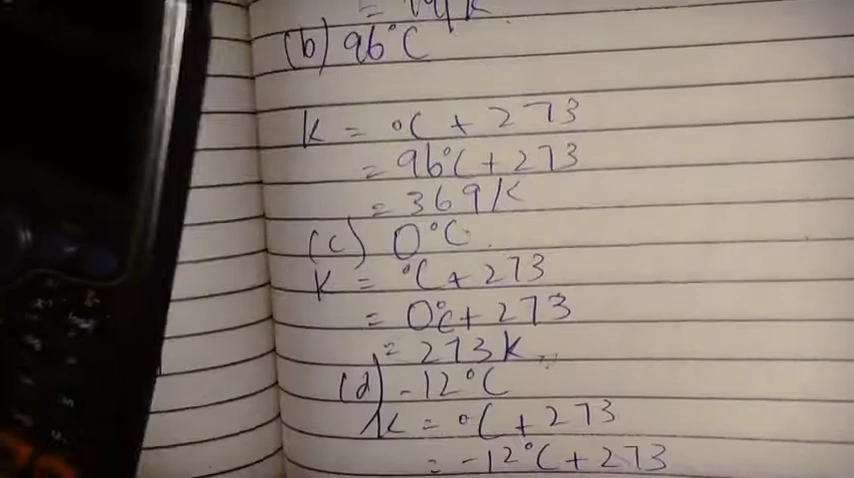 (b) 96°C
K = °C + 273
= 96°C + 273
= 369K
(c) 0°C
K = °C + 273
= 0°C + 273
= 273K
(d) -12°C
K = °C + 273
= -12°C + 273